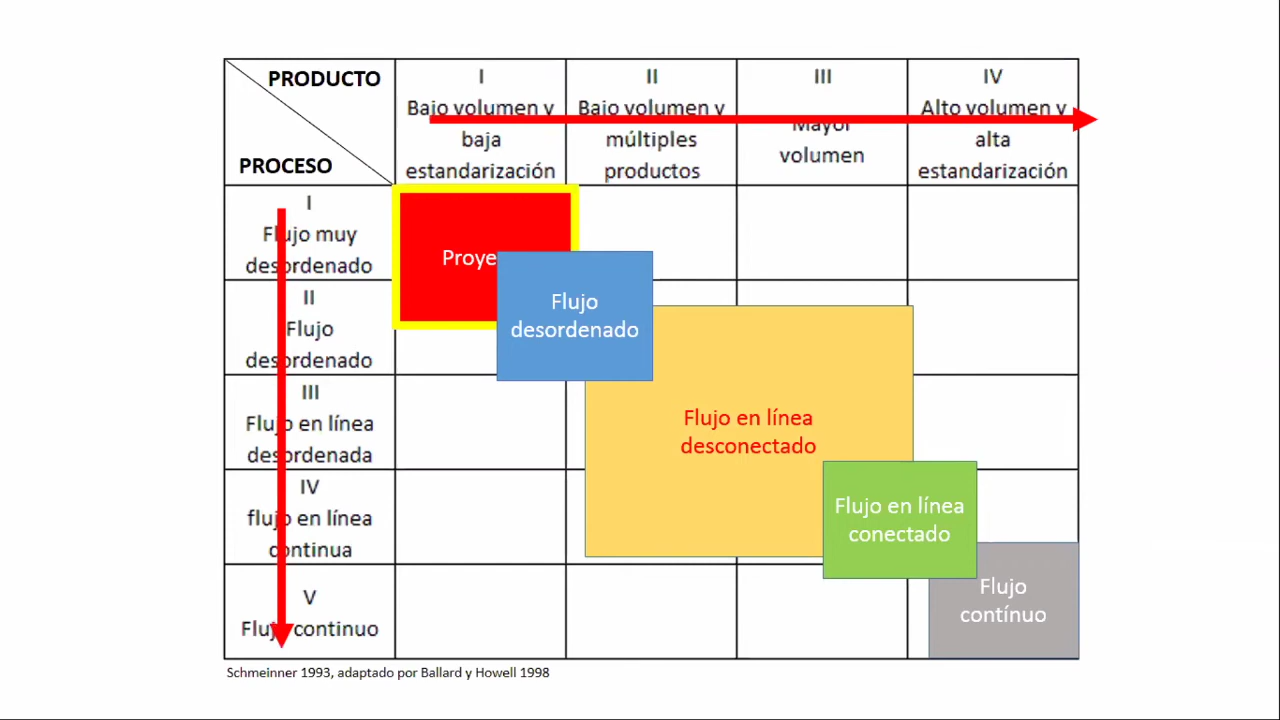 PRODUCTO
PROCESO
I
Bajo volumen y
baja
estandarización
II
Bajo volumen y
múltiples
productos
III
Mayor
volumen
IV
Alto volumen y
alta
estandarización
I
Flujo muy
desordenado
II
Flujo
desordenado
III
Flujo en línea
desordenada
IV
flujo en línea
continua
V
Flujo continuo
Proye
Flujo
desordenado
Flujo en línea
desconectado
Flujo en línea
conectado
Flujo
contínuo
Schmeinner 1993, adaptado por Ballard y Howell 1998